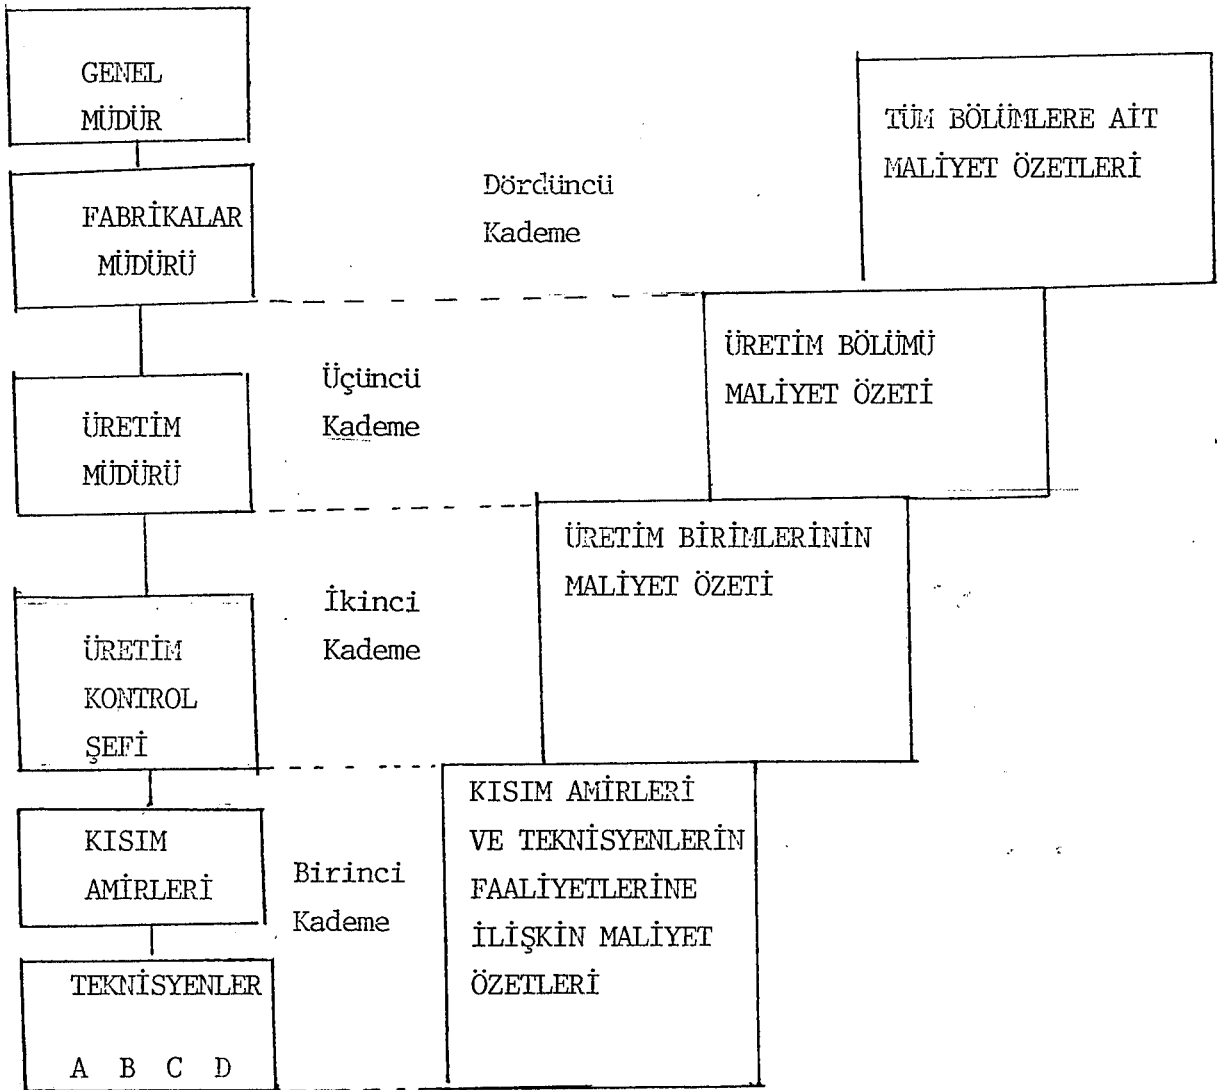 GENEL
MÜDÜR
FABRİKALAR
MÜDÜRÜ
Dördüncü
Kademe
TÜM BÖLÜMLERE AİT
MALİYET ÖZETLERİ
ÜRETİM
MÜDÜRÜ
Üçüncü
Kademe
ÜRETİM BÖLÜMÜ
MALİYET ÖZETİ
ÜRETİM
KONTROL
ŞEFİ
İkinci
Kademe
ÜRETİM BİRİMLERİNİN
MALİYET ÖZETİ
KISIM
AMİRLERİ
TEKNİSYENLER
A B C D
Birinci
Kademe
KISIM AMİRLERİ
VE TEKNİSYENLERİN
FAALİYETLERİNE
İLİŞKİN MALİYET
ÖZETLERİ